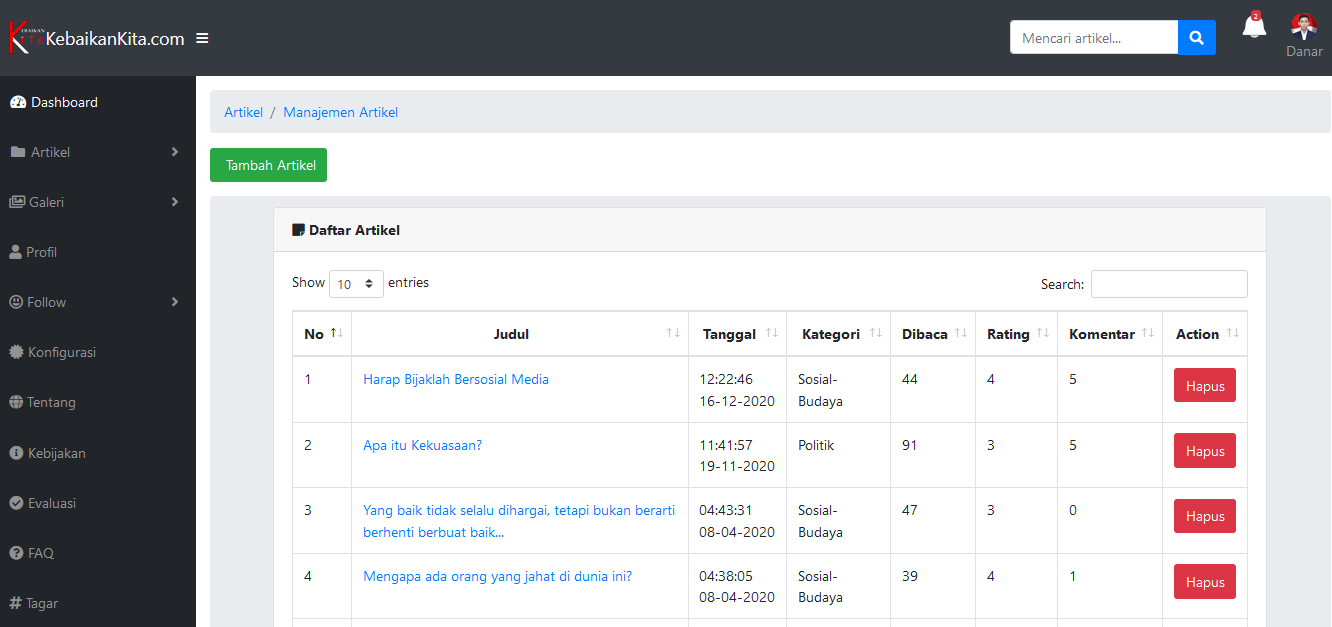 KEBAIKAN
KITA
KebaikanKita.com
Mencari artikel...
2
Danar
Dashboard
Artikel
Galeri
Profil
Follow
Konfigurasi
Tentang
Kebijakan
Evaluasi
FAQ
Tagar
Artikel / Manajemen Artikel
Tambah Artikel
Daftar Artikel
Show 10 entries
Search:
No Judul Tanggal Kategori Dibaca Rating Komentar Action
1 Harap Bijaklah Bersosial Media 12:22:46 Sosial- 44 4 5 Hapus
16-12-2020 Budaya
2 Apa itu Kekuasaan? 11:41:57 Politik 91 3 5 Hapus
19-11-2020
3 Yang baik tidak selalu dihargai, tetapi bukan berarti 04:43:31 Sosial- 47 3 0 Hapus
berhenti berbuat baik... 08-04-2020 Budaya
4 Mengapa ada orang yang jahat di dunia ini? 04:38:05 Sosial- 39 4 1 Hapus
08-04-2020 Budaya